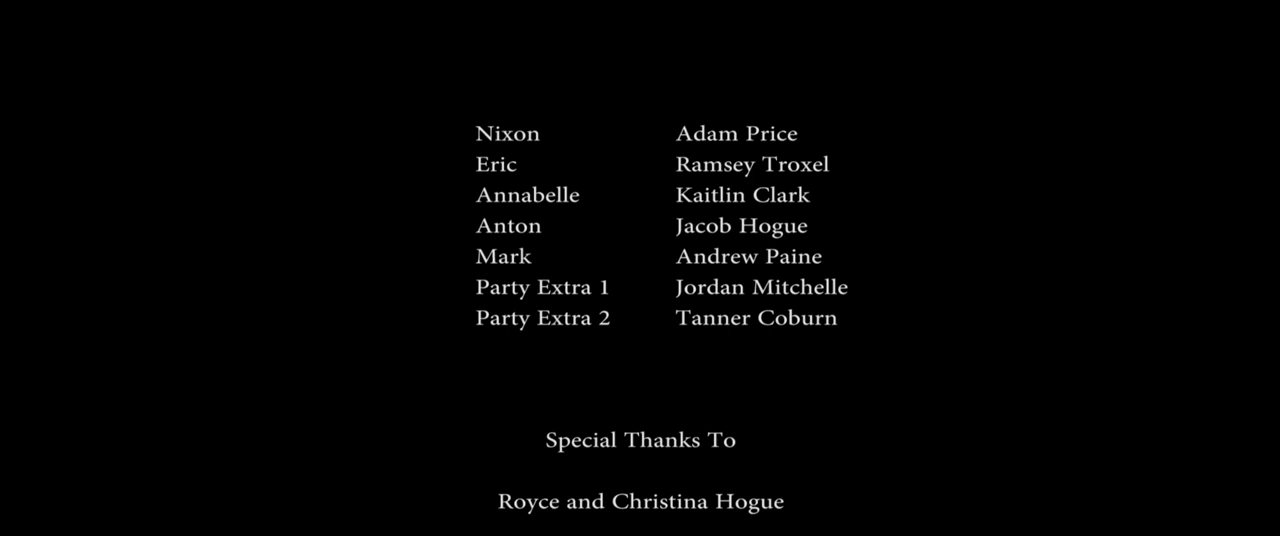 Nixon Adam Price
Eric Ramsey Troxel
Annabelle Kaitlin Clark
Anton Jacob Hogue
Mark Andrew Paine
Party Extra 1 Jordan Mitchelle
Party Extra 2 Tanner Coburn
Special Thanks To
Royce and Christina Hogue